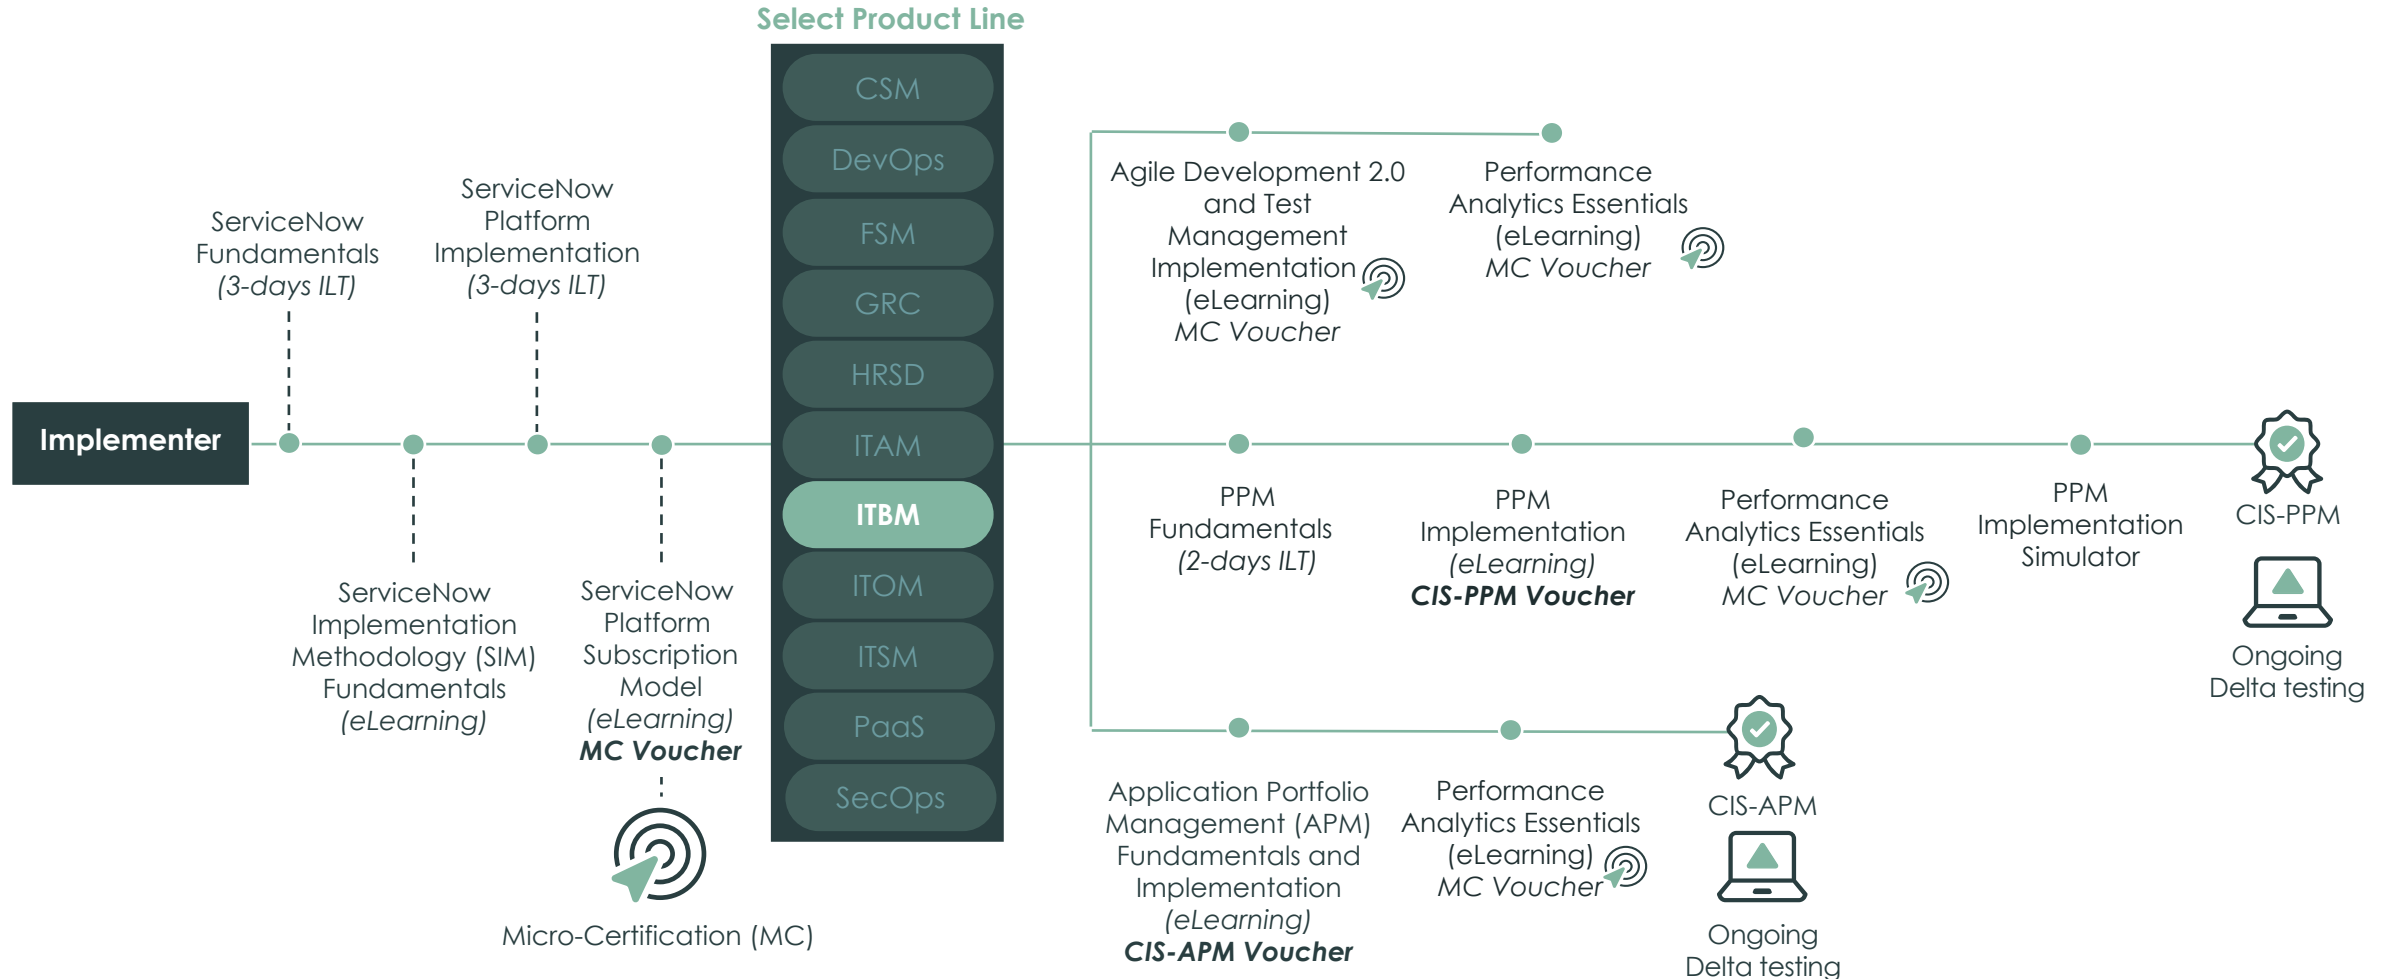 Select Product Line
CSM
DevOps
FSM
GRC
HRSD
ITAM
ITBM
ITOM
ITSM
PaaS
SecOps
Implementer
ServiceNow
Fundamentals
(3-days ILT)
ServiceNow
Implementation
Methodology (SIM)
Fundamentals
(eLearning)
ServiceNow
Platform
Implementation
(3-days ILT)
ServiceNow
Platform
Subscription
Model
(eLearning)
MC Voucher
Micro-Certification (MC)
Agile Development 2.0
and Test
Management
Implementation
(eLearning)
MC Voucher
Performance
Analytics Essentials
(eLearning)
MC Voucher
PPM
Fundamentals
(2-days ILT)
PPM
Implementation
(eLearning)
CIS-PPM Voucher
Performance
Analytics Essentials
(eLearning)
MC Voucher
PPM
Implementation
Simulator
CIS-PPM
Ongoing
Delta testing
Application Portfolio
Management (APM)
Fundamentals and
Implementation
(eLearning)
CIS-APM Voucher
Performance
Analytics Essentials
(eLearning)
MC Voucher
CIS-APM
Ongoing
Delta testing